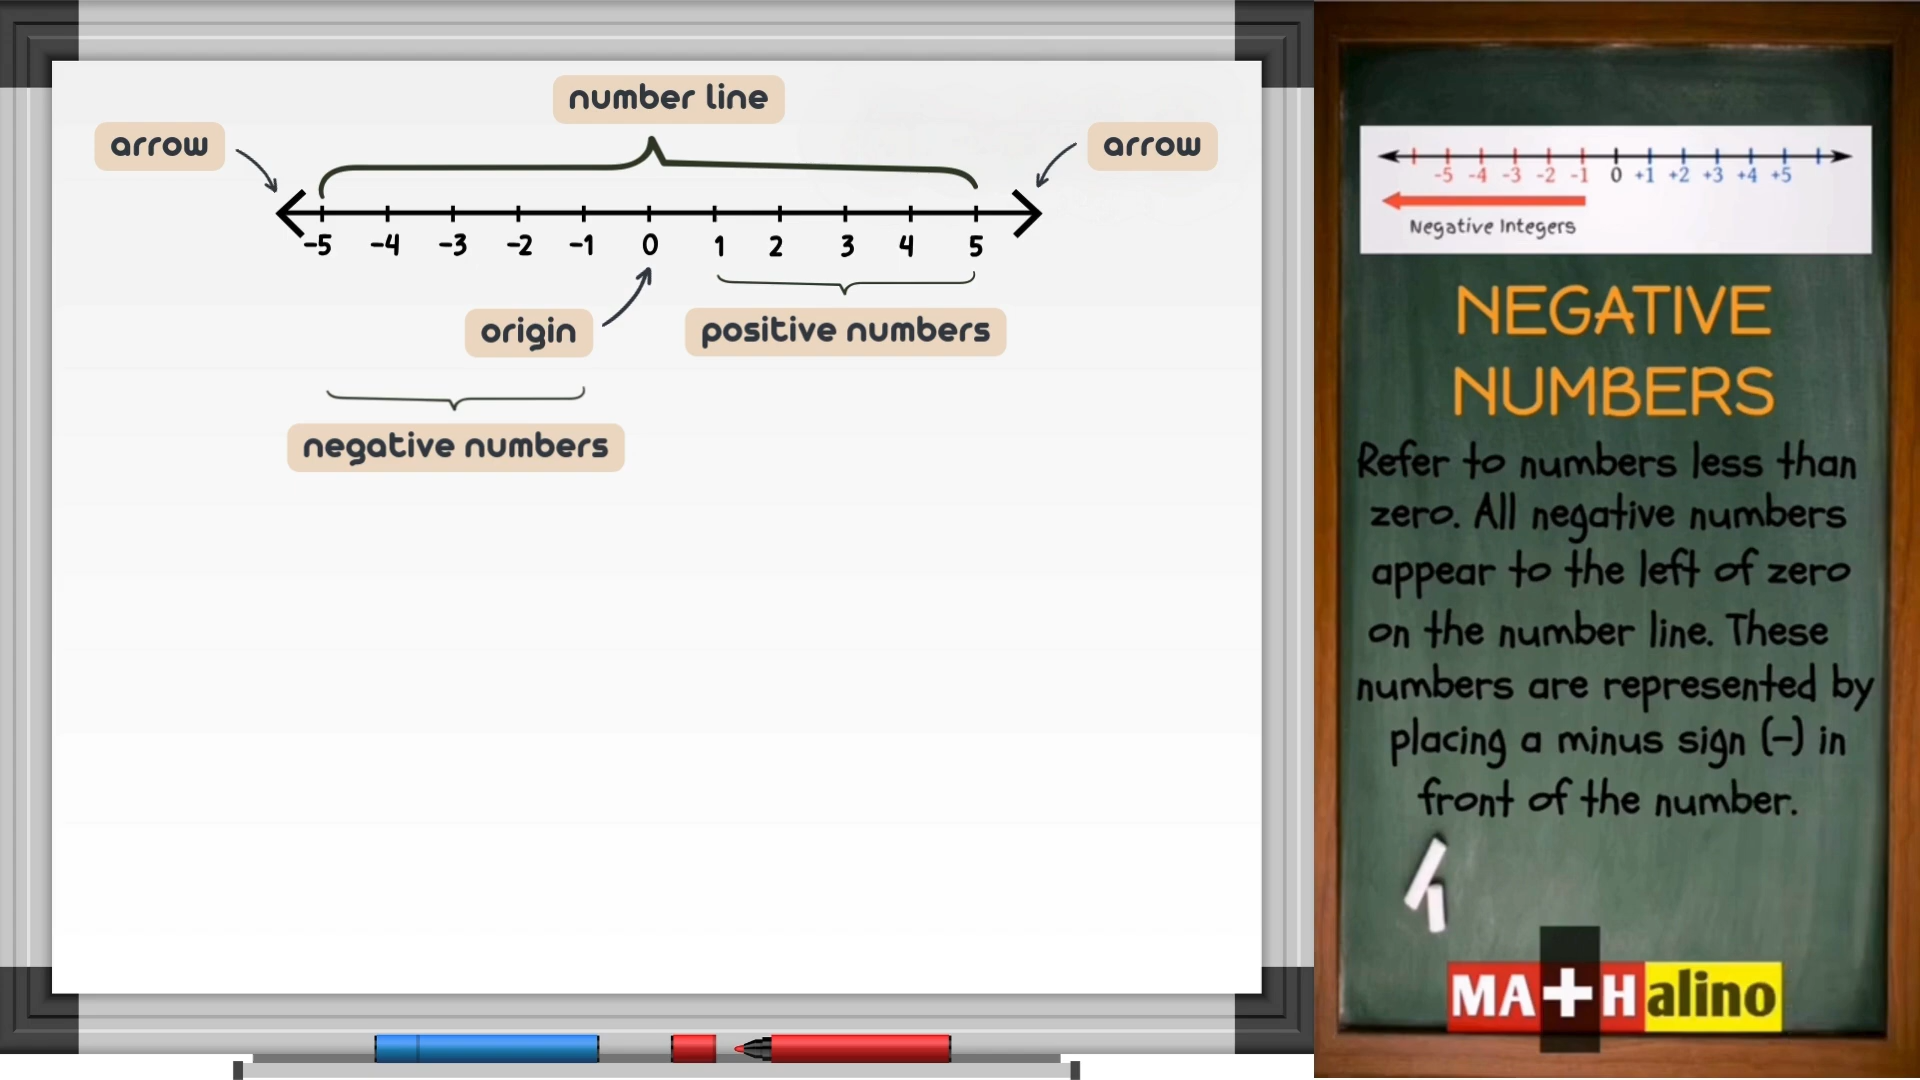 number line
arrow
arrow
-5 -4 -3 -2 -1 0 1 2 3 4 5
origin
positive numbers
negative numbers
-5 -4 -3 -2 -1 0 +1 +2 +3 +4 +5
Negative Integers
NEGATIVE
NUMBERS
Refer to numbers less than
zero. All negative numbers
appear to the left of zero
on the number line. These
numbers are represented by
placing a minus sign (-) in
front of the number.
MA+Halino